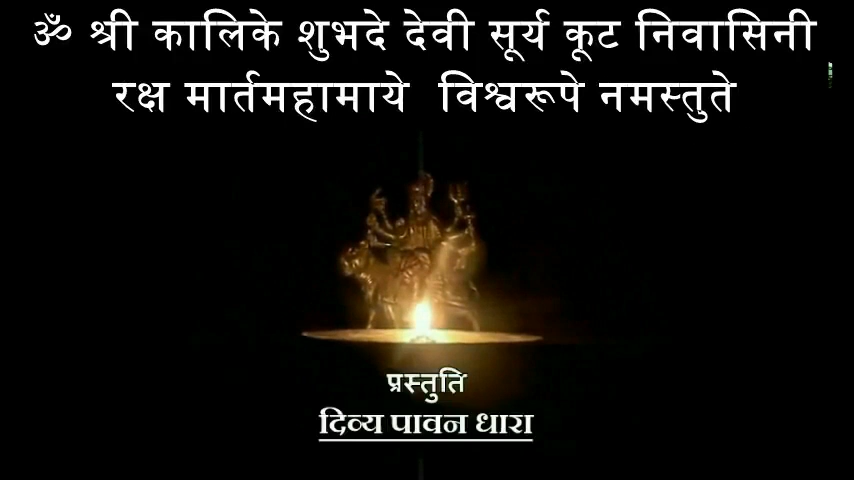 ॐ श्री कालिके शुभदे देवी सूर्य कूट निवासिनी
रक्ष मार्तमहामाये विश्वरूपे नमस्तुते
प्रस्तुति
दिव्य पावन धारा